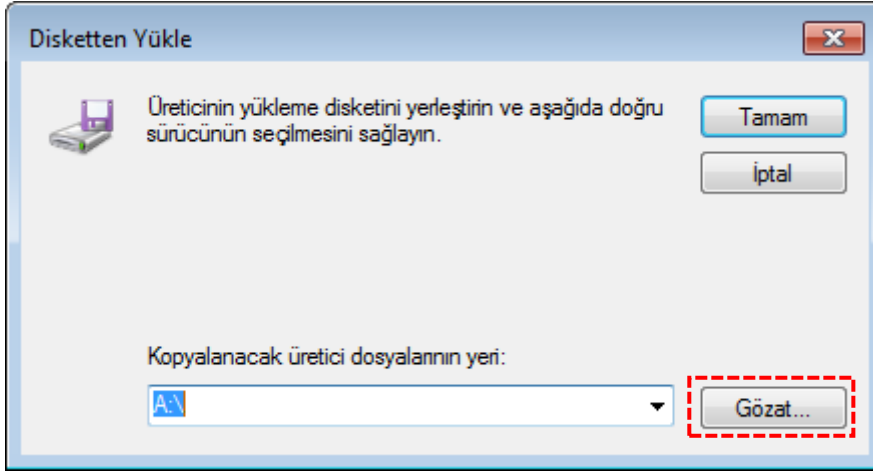 Disketten Yükle
Üreticinin yükleme disketini yerleştirin ve aşağıda doğru
sürücünün seçilmesini sağlayın.
Tamam
İptal
Kopyalanacak üretici dosyalarının yeri:
A:\
Gözat...